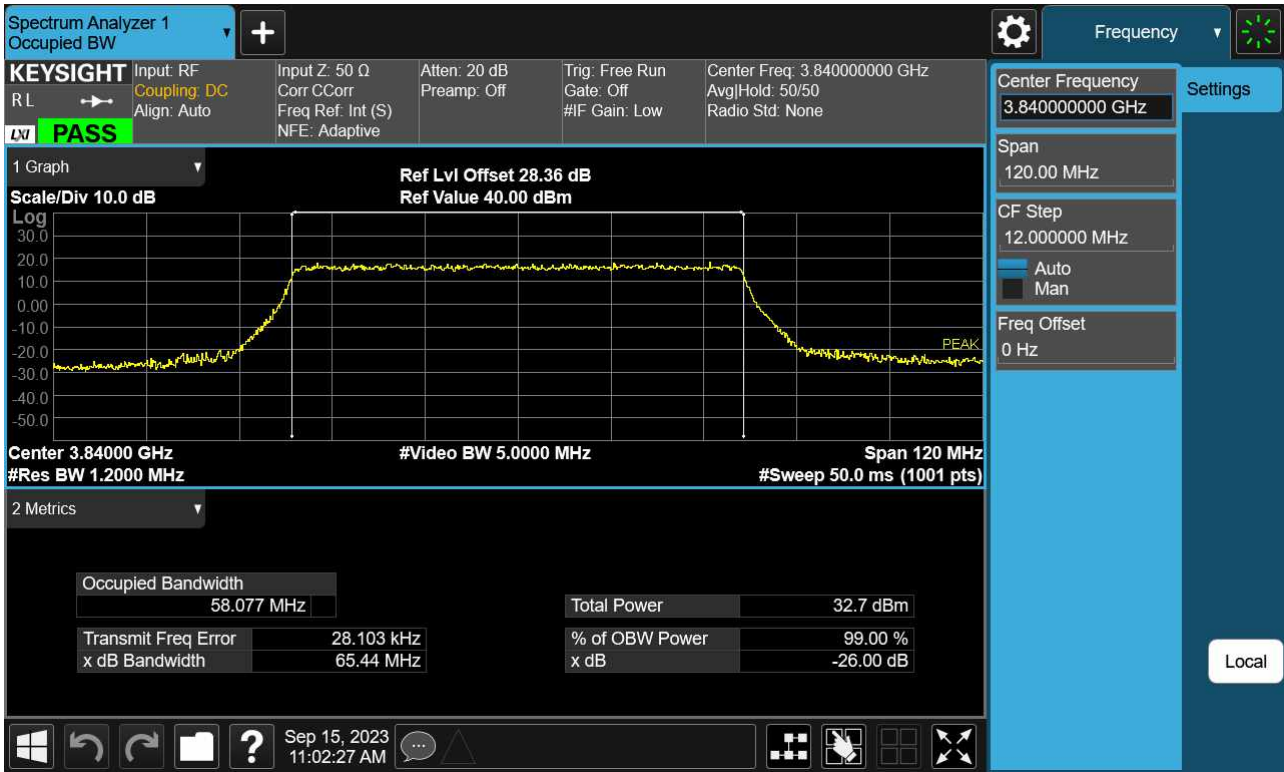 Spectrum Analyzer 1
Occupied BW
Frequency
KEYSIGHT
R L
LXI
PASS
Input: RF
Coupling: DC
Align: Auto
Input Z: 50 Ω
Corr CCorr
Freq Ref: Int (S)
NFE: Adaptive
Atten: 20 dB
Preamp: Off
Trig: Free Run
Gate: Off
#IF Gain: Low
Center Freq: 3.840000000 GHz
Avg|Hold: 50/50
Radio Std: None
Center Frequency
3.840000000 GHz
Settings
Span
120.00 MHz
CF Step
12.000000 MHz
Auto
Man
Freq Offset
0 Hz
Local
1 Graph
Scale/Div 10.0 dB
Ref Lvl Offset 28.36 dB
Ref Value 40.00 dBm
Log
30.0
20.0
10.0
0.00
-10.0
-20.0
-30.0
-40.0
-50.0
PEAK
Center 3.84000 GHz
#Video BW 5.0000 MHz
Span 120 MHz
#Res BW 1.2000 MHz
#Sweep 50.0 ms (1001 pts)
2 Metrics
Occupied Bandwidth
58.077 MHz
Total Power 32.7 dBm
Transmit Freq Error 28.103 kHz
% of OBW Power 99.00 %
x dB Bandwidth 65.44 MHz
x dB -26.00 dB
?
Sep 15, 2023
11:02:27 AM